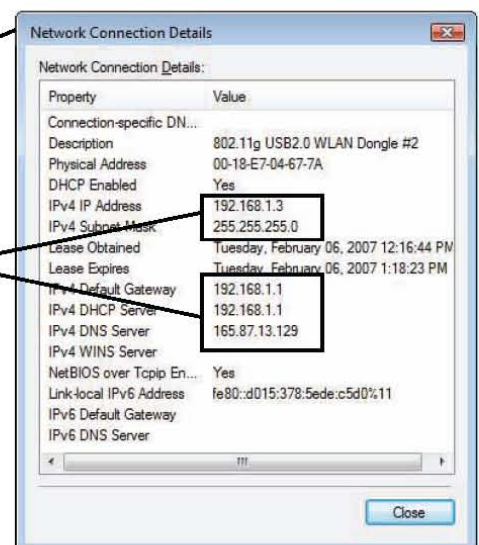 Network Connection Details
Network Connection Details:
Property Value
Connection-specific DN...
Description 802.11g USB2.0 WLAN Dongle #2
Physical Address 00-18-E7-04-67-7A
DHCP Enabled Yes
IPv4 IP Address 192.168.1.3
IPv4 Subnet Mask 255.255.255.0
Lease Obtained Tuesday, February 06, 2007 12:16:44 PM
Lease Expires Tuesday, February 06, 2007 1:18:23 PM
IPv4 Default Gateway 192.168.1.1
IPv4 DHCP Server 192.168.1.1
IPv4 DNS Server 165.87.13.129
IPv4 WINS Server
NetBIOS over Tcpip En... Yes
Link-local IPv6 Address fe80::d015:378:5ede:c5d0%11
IPv6 Default Gateway
IPv6 DNS Server
Close